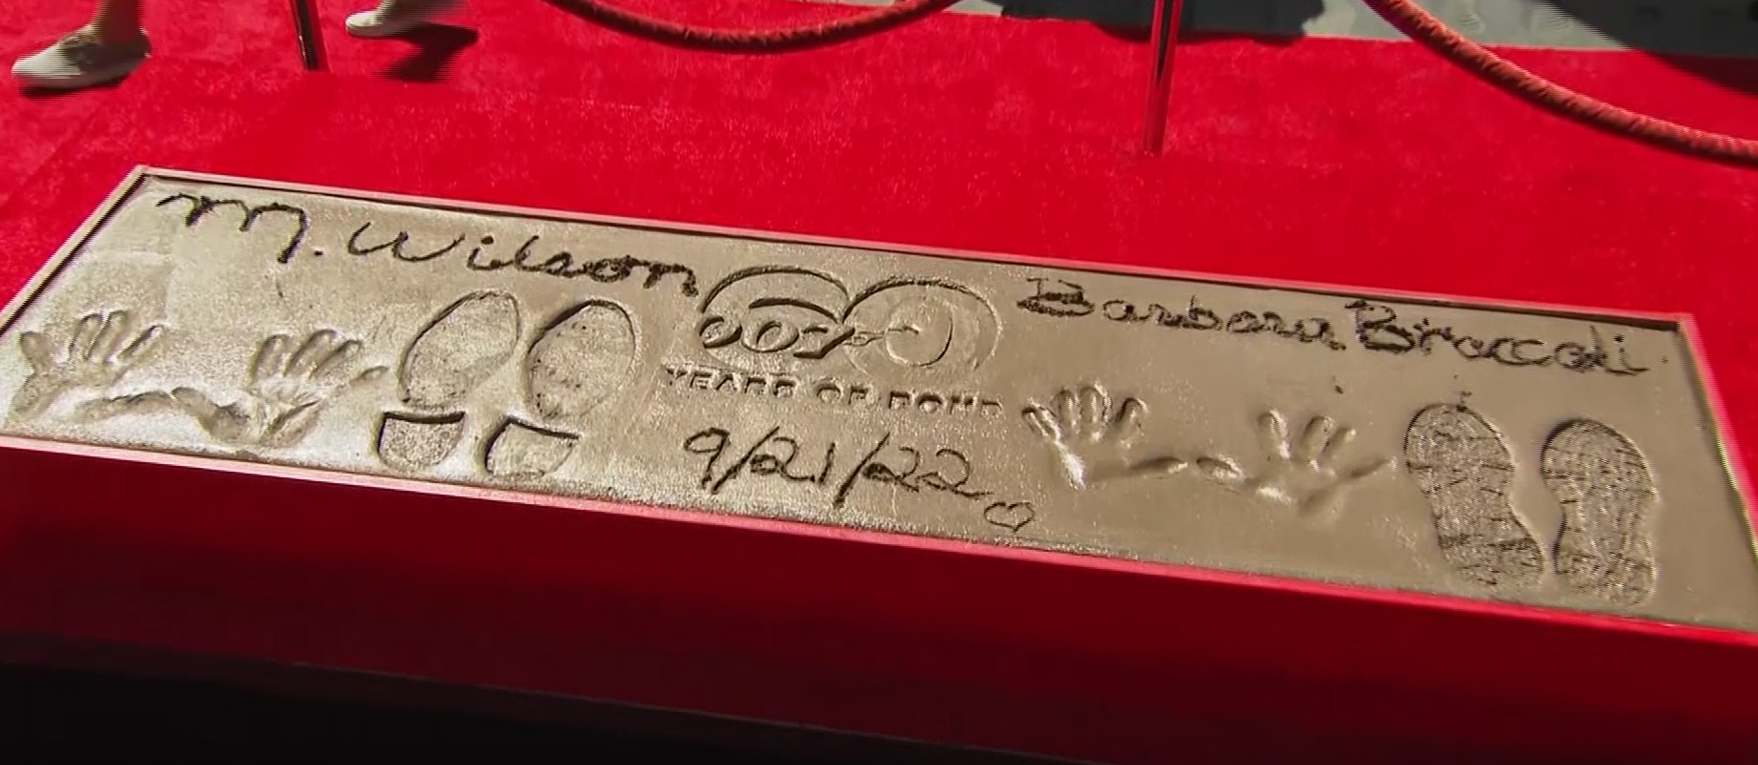 M. Wilson
60
007
YEARS OF BOND
9/21/22
Barbara Broccoli